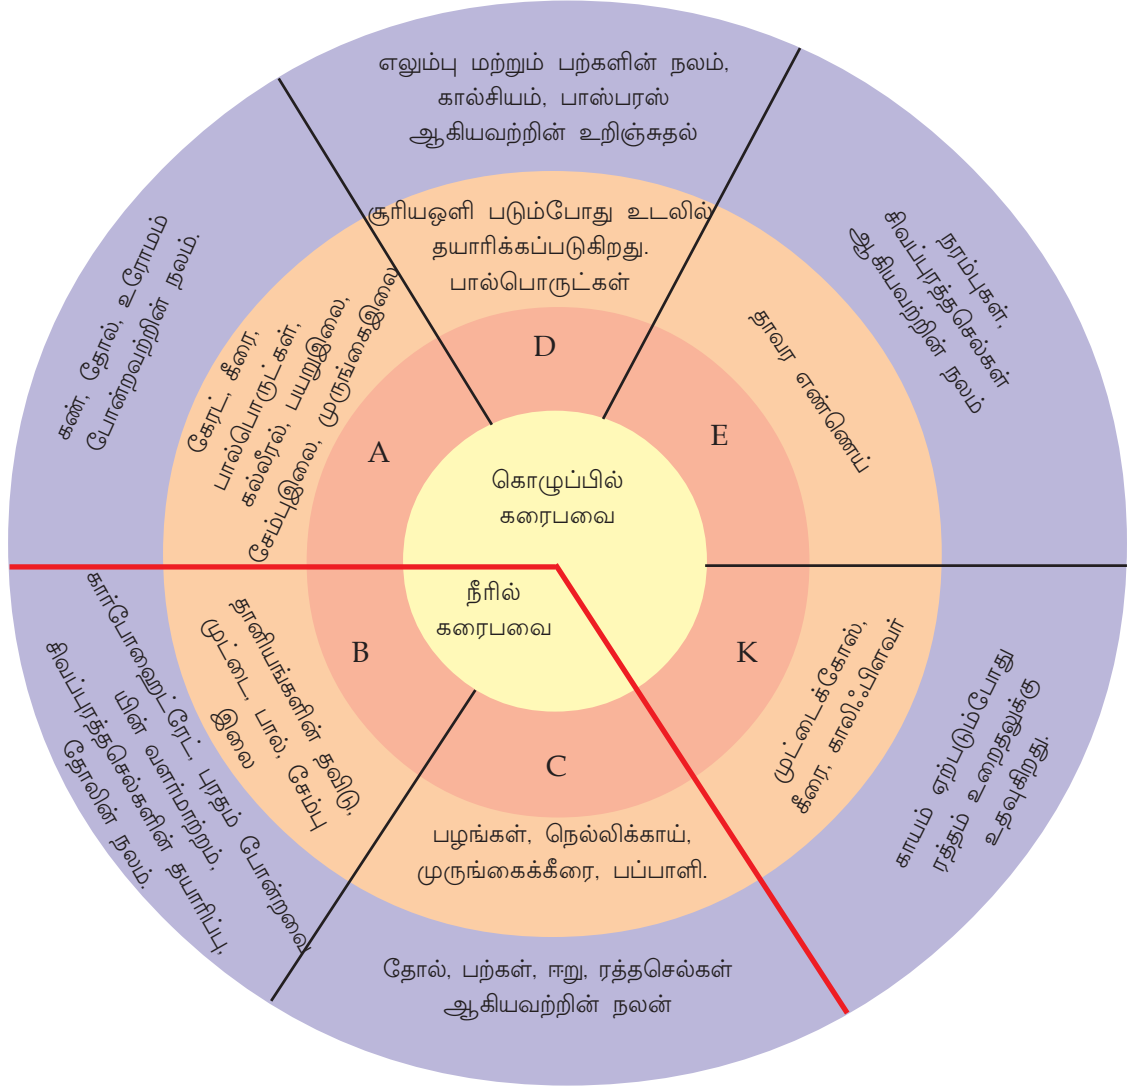 எலும்பு மற்றும் பற்களின் நலம்,
கால்சியம், பாஸ்பரஸ்
ஆகியவற்றின் உறிஞ்சுதல்
சூரியஒளி படும்போது உடலில்
தயாரிக்கப்படுகிறது.
பால்பொருட்கள்
D
நரம்புகள்,
சிவப்புரத்தசெல்கள்
ஆகியவற்றின் நலம்
தாவர எண்ணெய்
E
கண், தோல், உரோமம்
போன்றவற்றின் நலம்.
கேரட், கீரை,
பால்பொருட்கள்,
கல்லீரல், பயறுஇலை,
சேம்புஇலை, முருங்கைஇலை
A
கொழுப்பில்
கரைபவை
நீரில்
கரைபவை
B
தானியங்களின் தவிடு,
முட்டை, பால், சேம்பு
இலை
கார்போஹைட்ரேட், புரதம் போன்றவை
யின் வளர்மாற்றம்,
சிவப்புரத்தசெல்களின் தயாரிப்பு,
தோலின் நலம்.
K
முட்டைக்கோஸ்,
கீரை, காலிஃபிளவர்
காயம் ஏற்படும்போது
ரத்தம் உறைதலுக்கு
உதவுகிறது.
C
பழங்கள், நெல்லிக்காய்,
முருங்கைக்கீரை, பப்பாளி.
தோல், பற்கள், ஈறு, ரத்தசெல்கள்
ஆகியவற்றின் நலன்